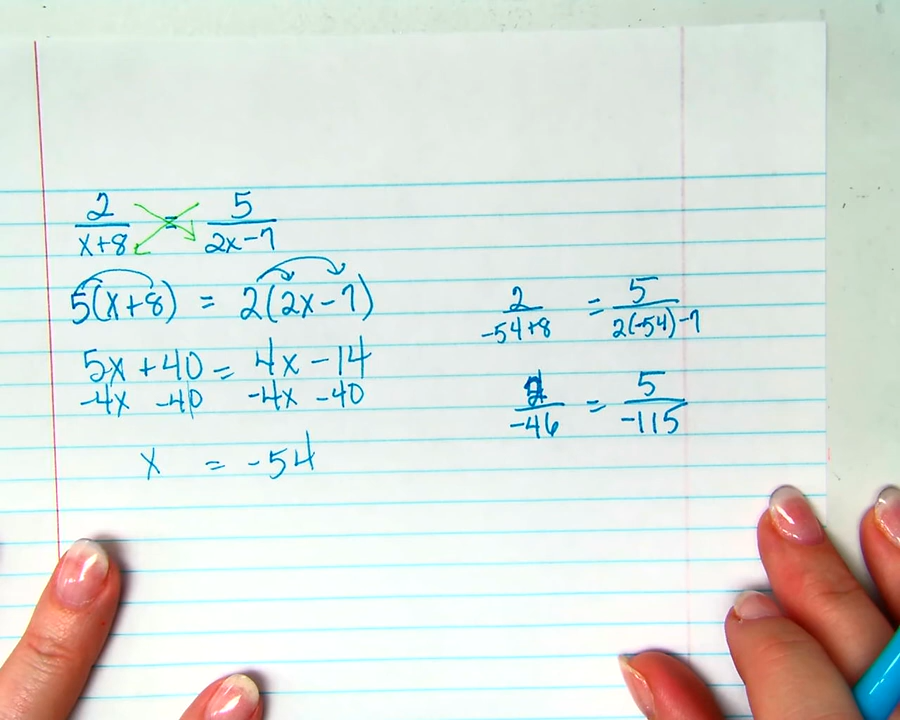 2/(x+8) = 5/(2x-7)
5(x+8) = 2(2x-7)
5x + 40 = 4x - 14
-4x -40 -4x -40
x = -54
2/(-54+8) = 5/(2(-54)-7)
2/(-46) = 5/(-115)